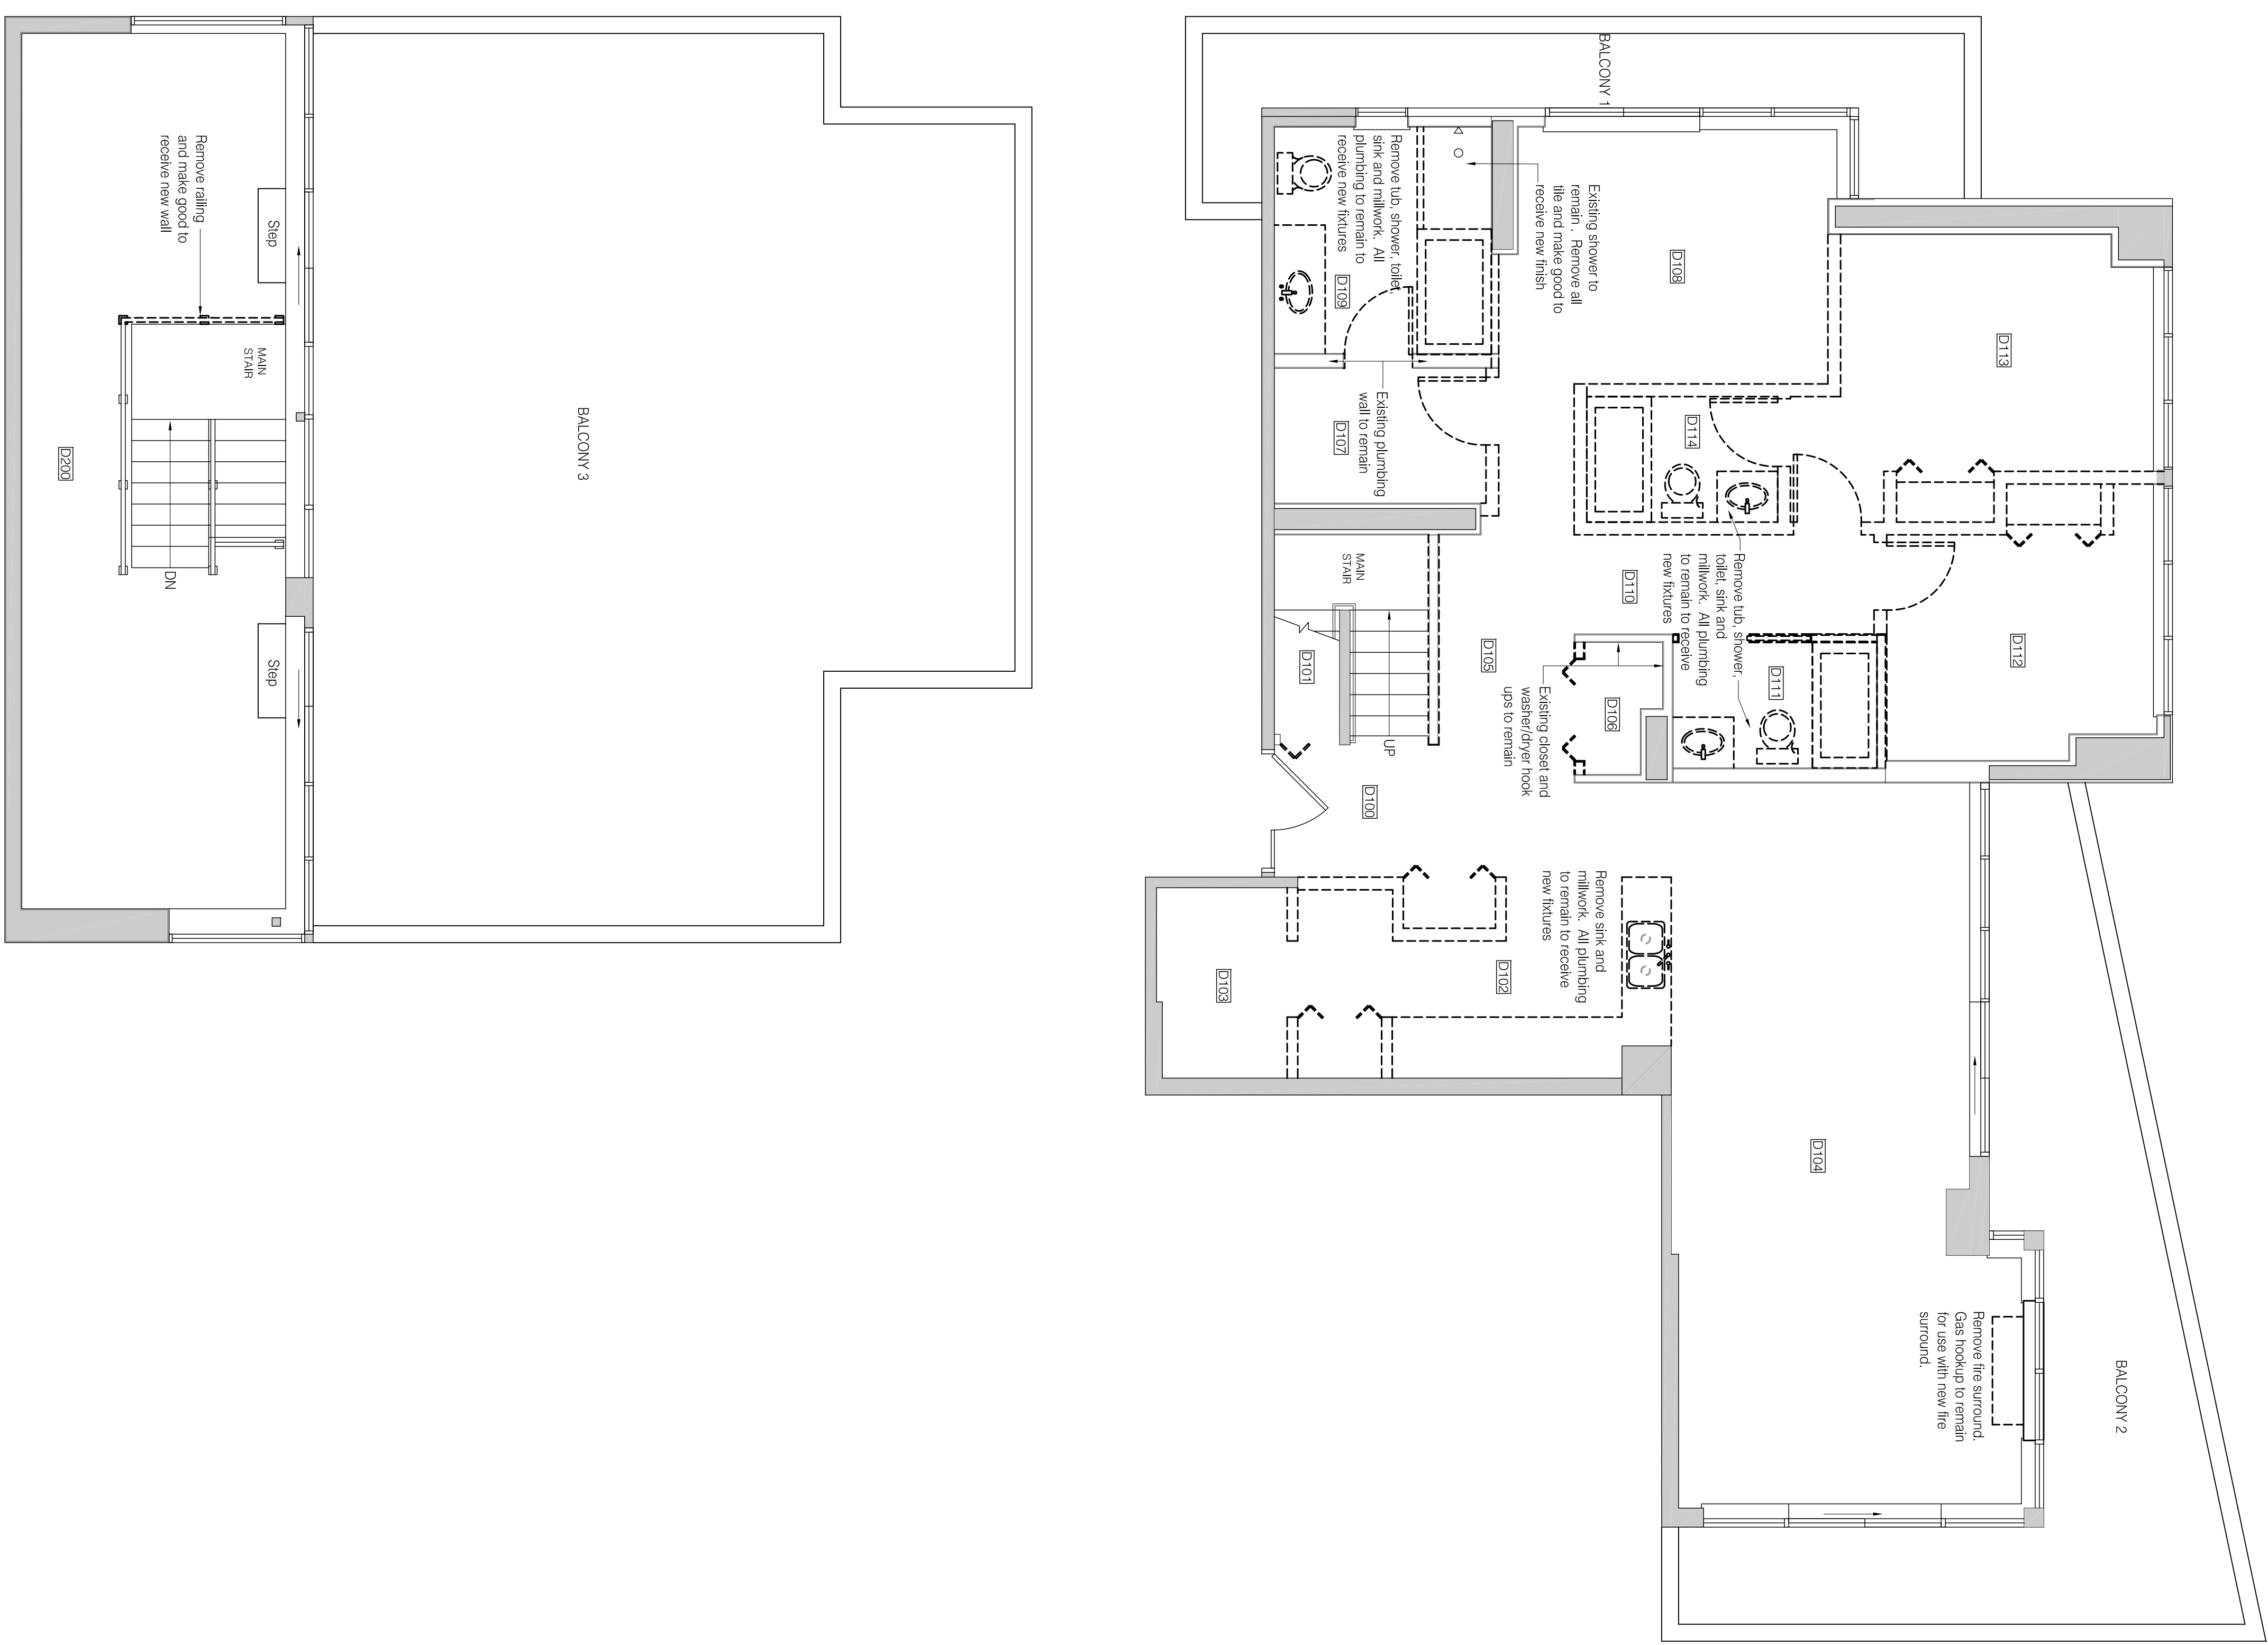 BALCONY 2
Remove fire surround.
Gas hookup to remain
for use with new fire
surround.
D113
D112
D104
D111
D114
D108
Remove tub, shower,
toilet, sink and
millwork. All plumbing
to remain to receive
new fixtures
D110
D106
BALCONY 1
Existing shower to
remain . Remove all
tile and make good to
receive new finish
Existing closet and
washer/dryer hook
ups to remain
Remove sink and
millwork. All plumbing
to remain to receive
new fixtures
D105
D102
Remove tub, shower, toilet,
sink and millwork. All
plumbing to remain to
receive new fixtures
D109
Existing plumbing
wall to remain
D107
UP
MAIN
STAIR
D101
D100
D103
BALCONY 3
Step
Step
MAIN
STAIR
Remove railing
and make good to
receive new wall
DN
D200